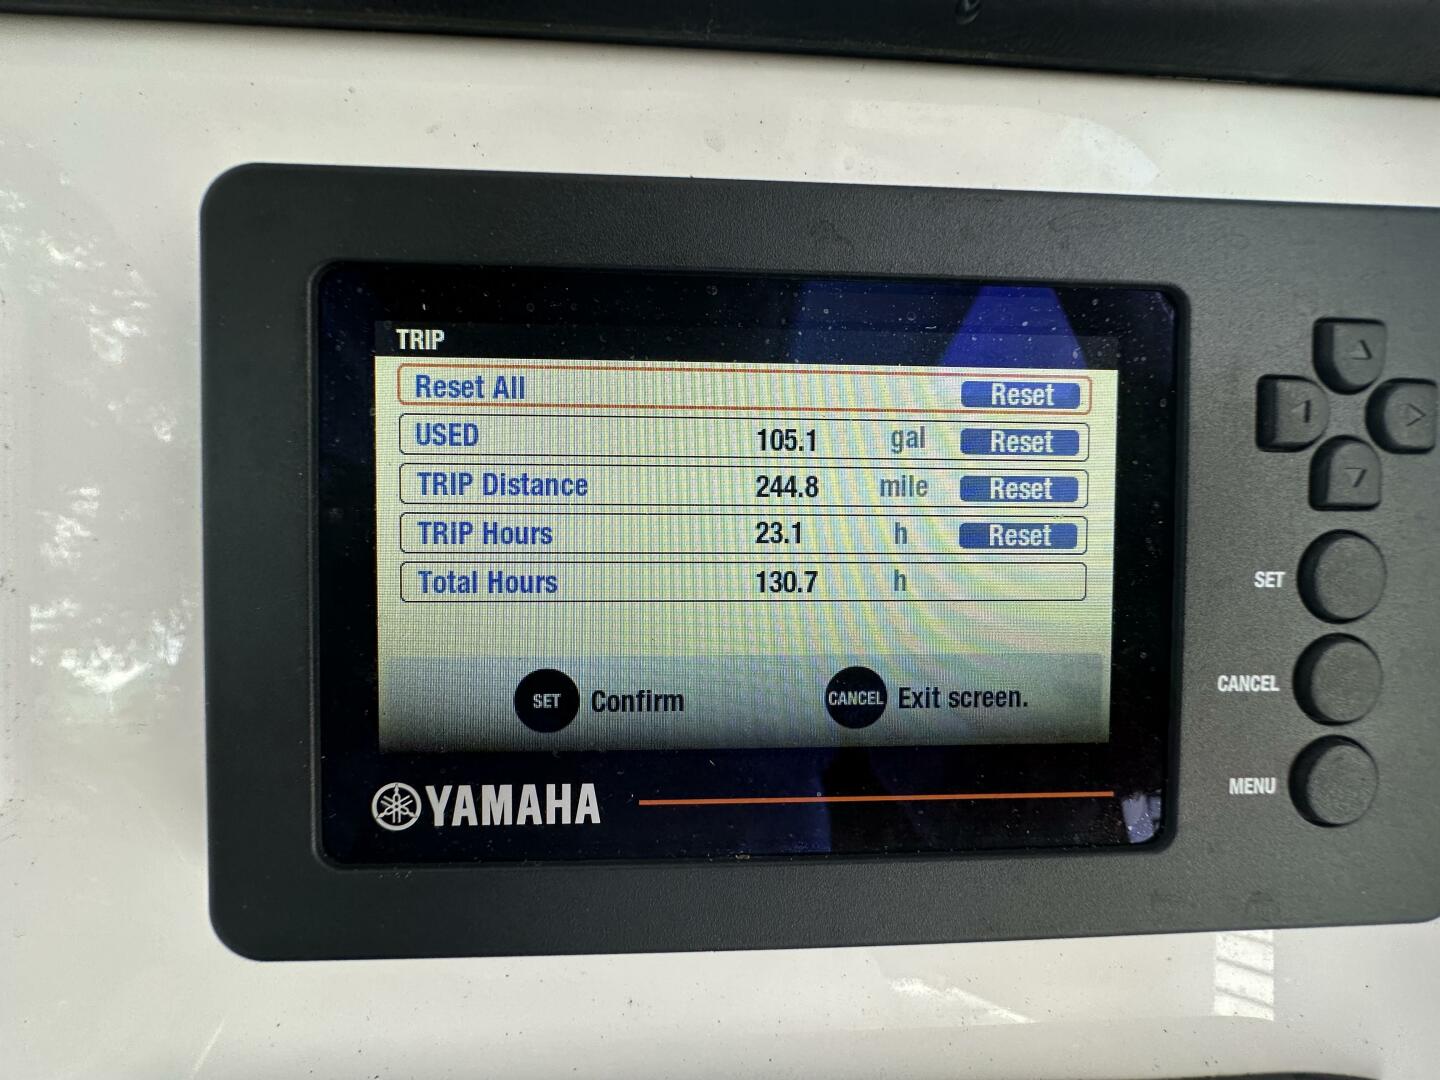 TRIP
Reset All Reset
USED 105.1 gal Reset
TRIP Distance 244.8 mile Reset
TRIP Hours 23.1 h Reset
Total Hours 130.7 h
SET Confirm CANCEL Exit screen.
YAMAHA
SET
CANCEL
MENU